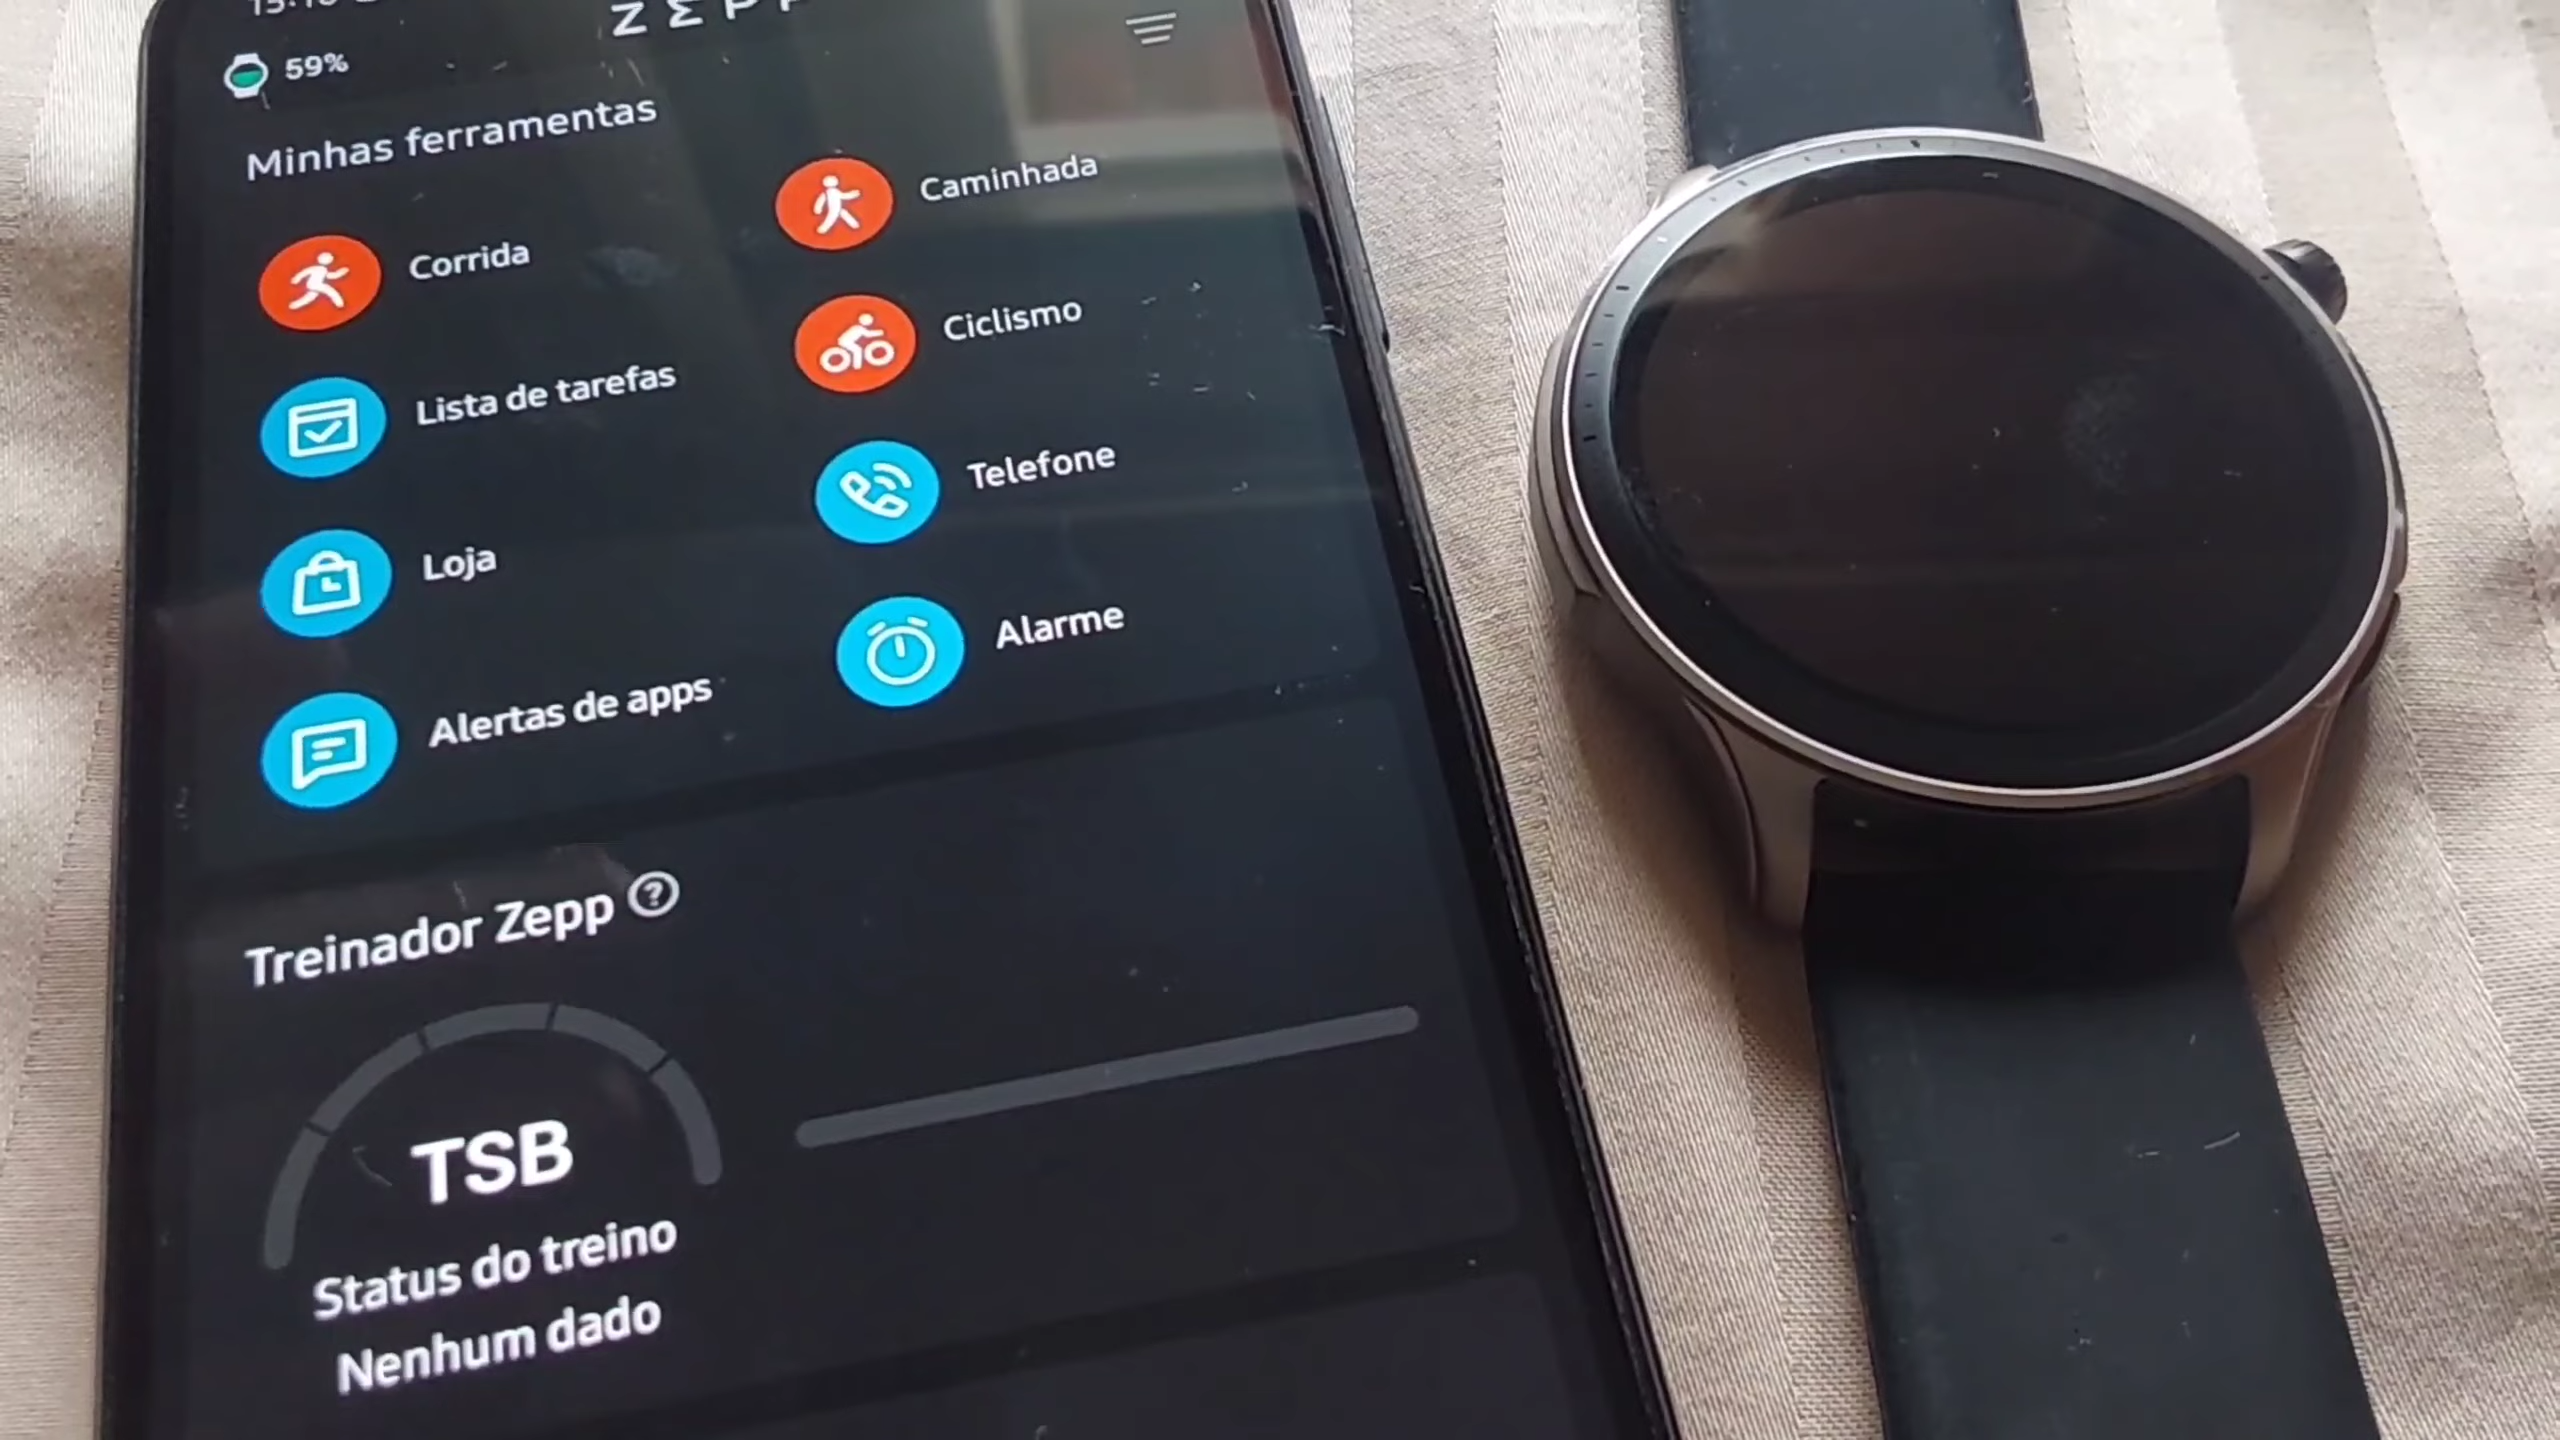 ZEPP
59%
Minhas ferramentas
Corrida
Caminhada
Lista de tarefas
Ciclismo
Loja
Telefone
Alertas de apps
Alarme
Treinador Zepp ?
TSB
Status do treino
Nenhum dado